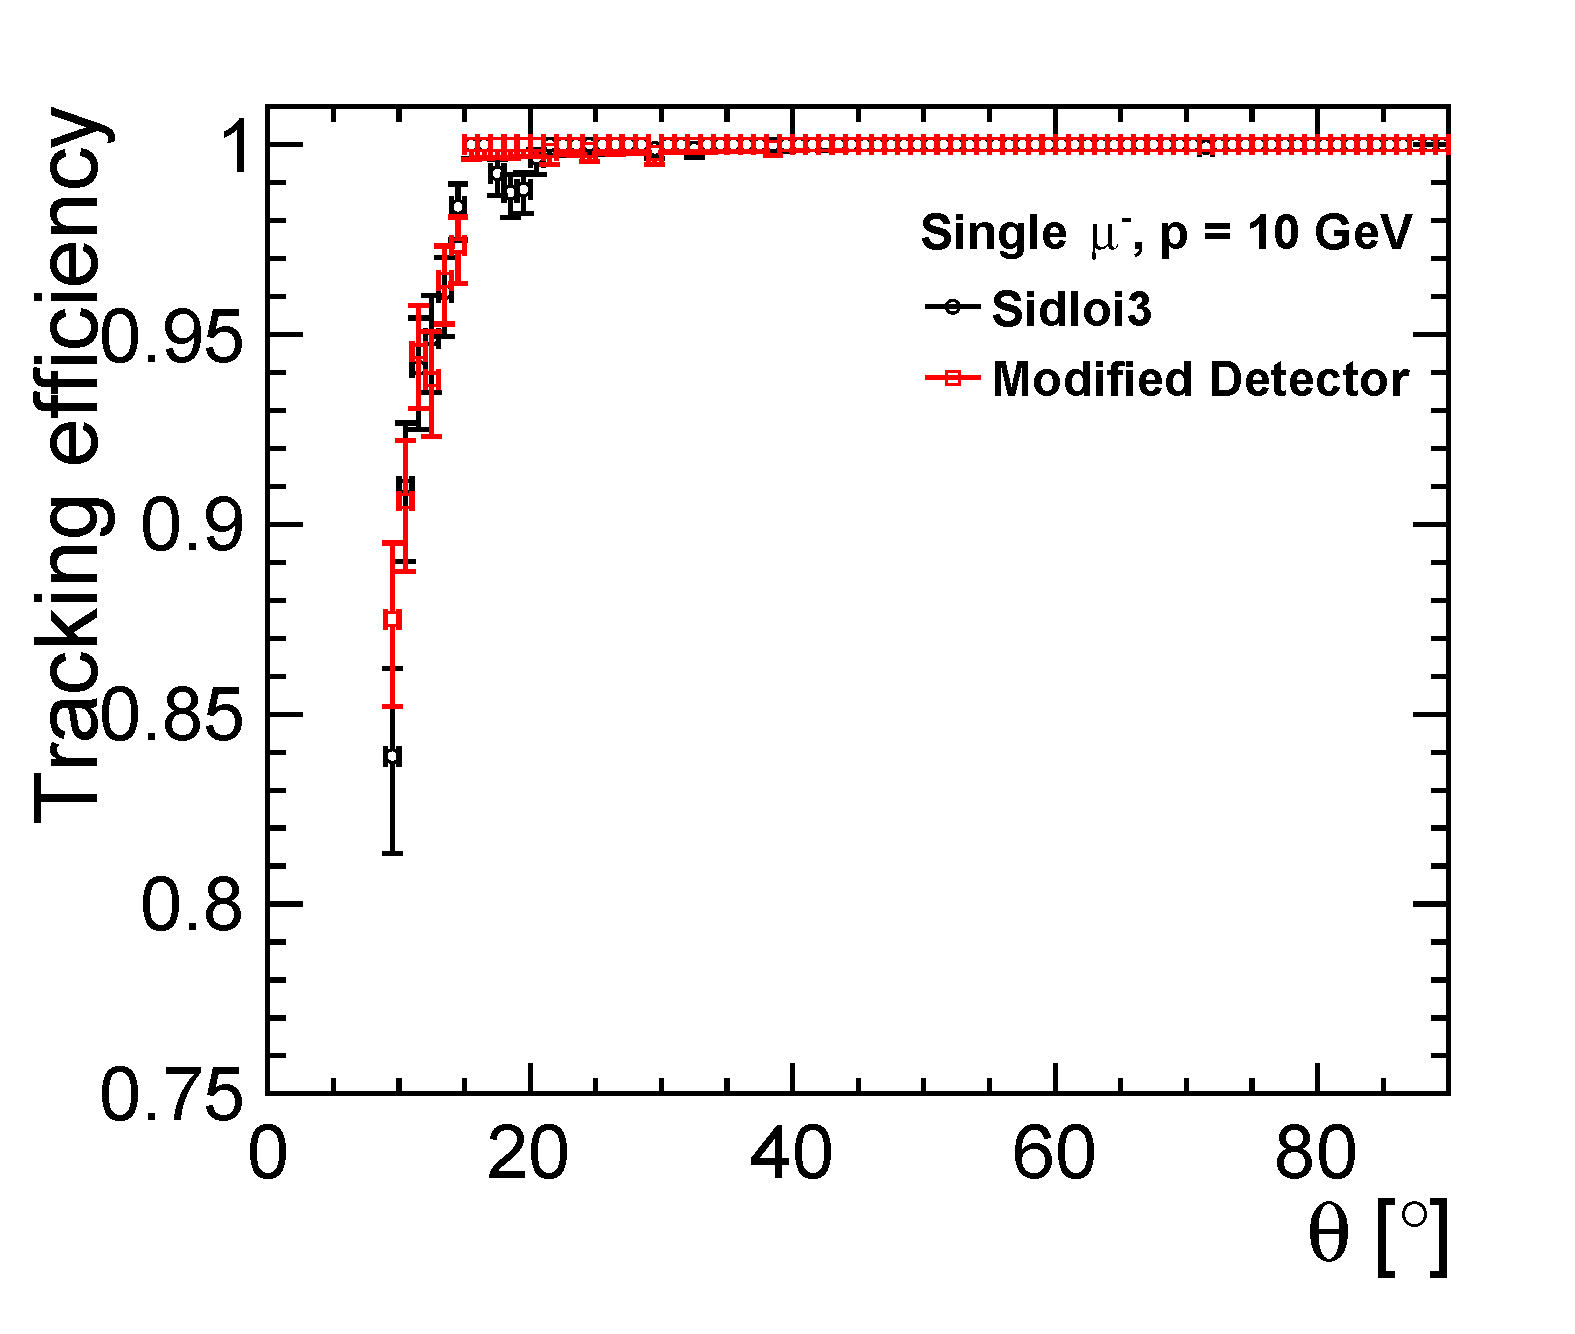 Tracking efficiency
1
0.95
0.9
0.85
0.8
0.75
0
20
40
60
80
θ [°]
Single μ⁻, p = 10 GeV
Sidloi3
Modified Detector